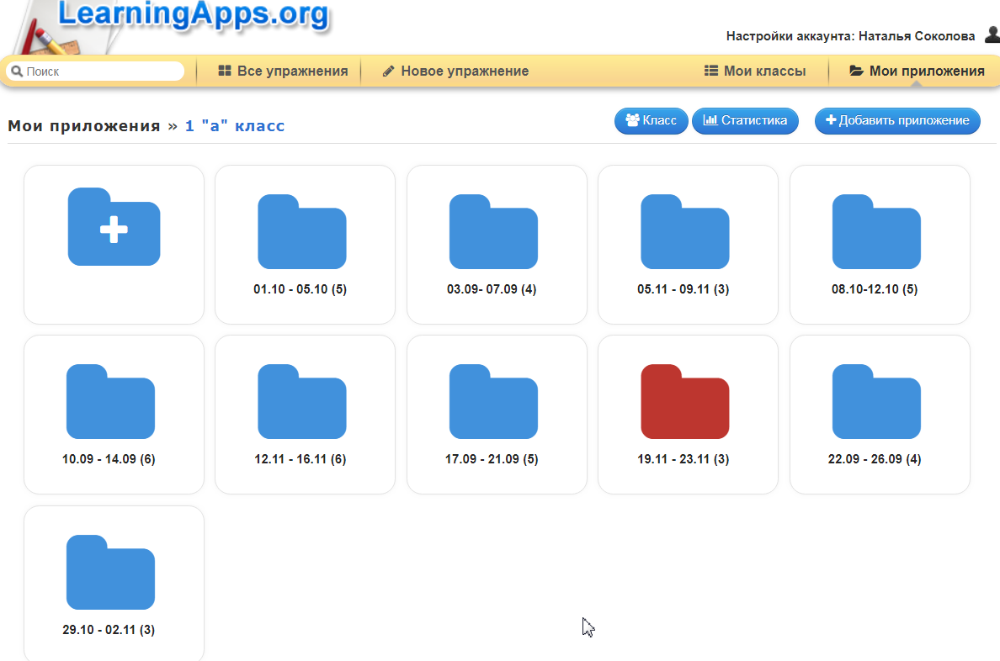 LearningApps.org
Настройки аккаунта: Наталья Соколова
Поиск
Все упражнения
Новое упражнение
Мои классы
Мои приложения
Мои приложения » 1 "а" класс
Класс
Статистика
Добавить приложение
01.10 - 05.10 (5)
03.09- 07.09 (4)
05.11 - 09.11 (3)
08.10-12.10 (5)
10.09 - 14.09 (6)
12.11 - 16.11 (6)
17.09 - 21.09 (5)
19.11 - 23.11 (3)
22.09 - 26.09 (4)
29.10 - 02.11 (3)